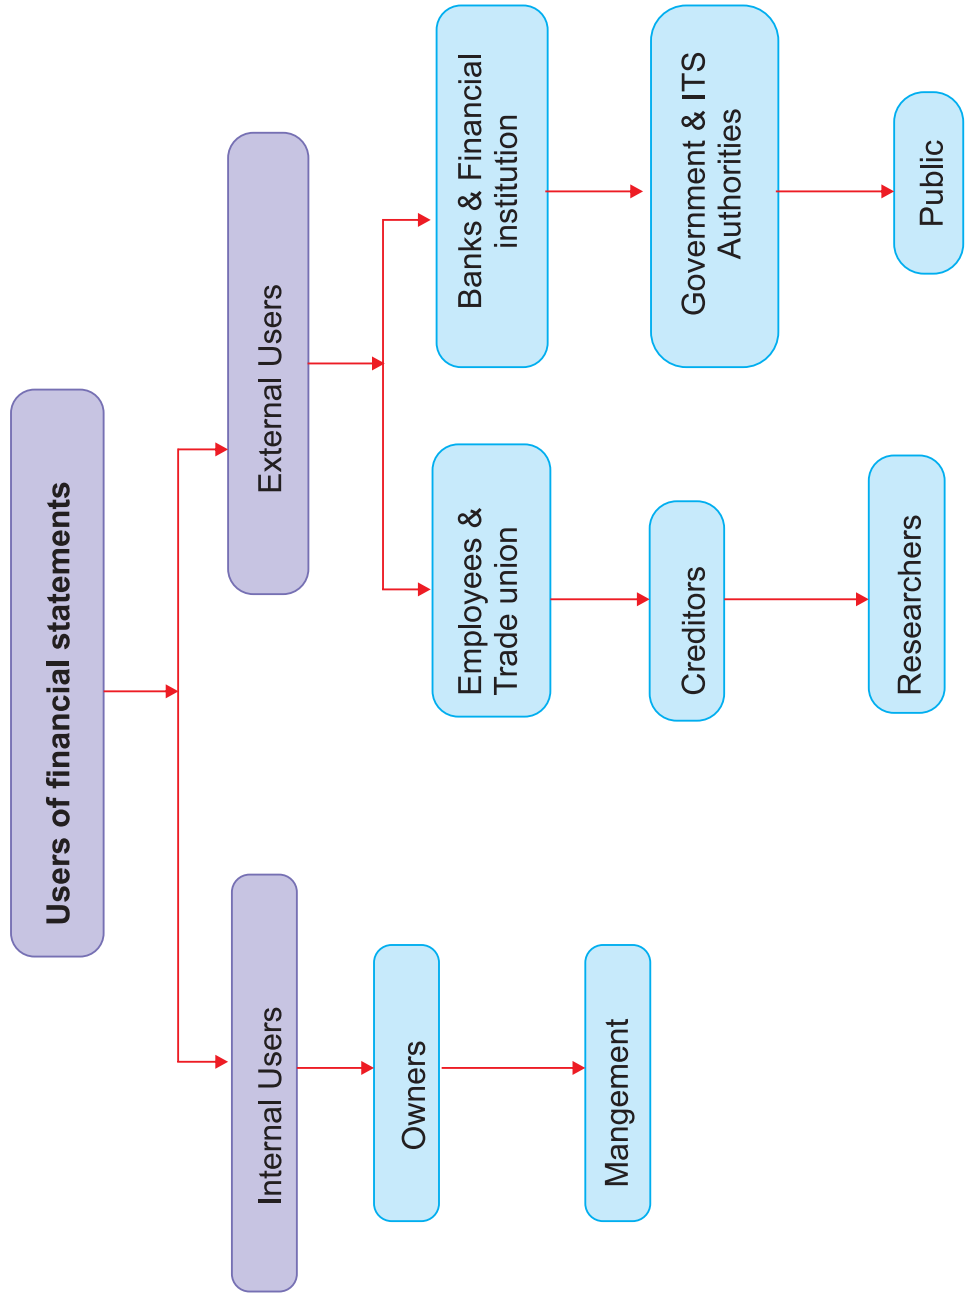 Users of financial statements
Internal Users
External Users
Owners
Mangement
Employees &
Trade union
Creditors
Researchers
Banks & Financial
institution
Government & ITS
Authorities
Public